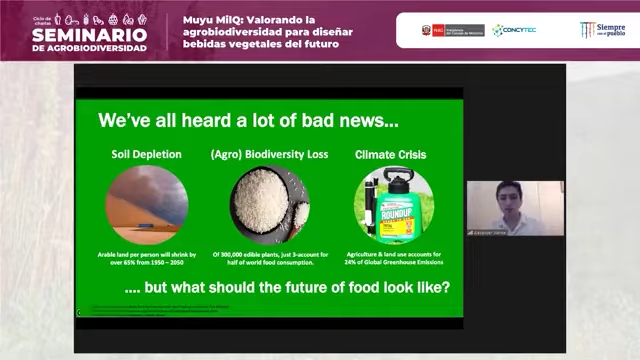 Ciclo de
charlas
SEMINARIO
DE AGROBIODIVERSIDAD
Muyu MilQ: Valorando la
agrobiodiversidad para diseñar
bebidas vegetales del futuro
PERÚ
CONCYTEC
Siempre
con el pueblo
We've all heard a lot of bad news...
Soil Depletion
(Agro) Biodiversity Loss
Climate Crisis
ROUNDUP
Arable land per person will shrink by
over 65% from 1950 – 2050
Of 300,000 edible plants, just 3-account for
half of world food consumption.
Agriculture & land use accounts for
24% of Global Greenhouse Emissions
.... but what should the future of food look like?